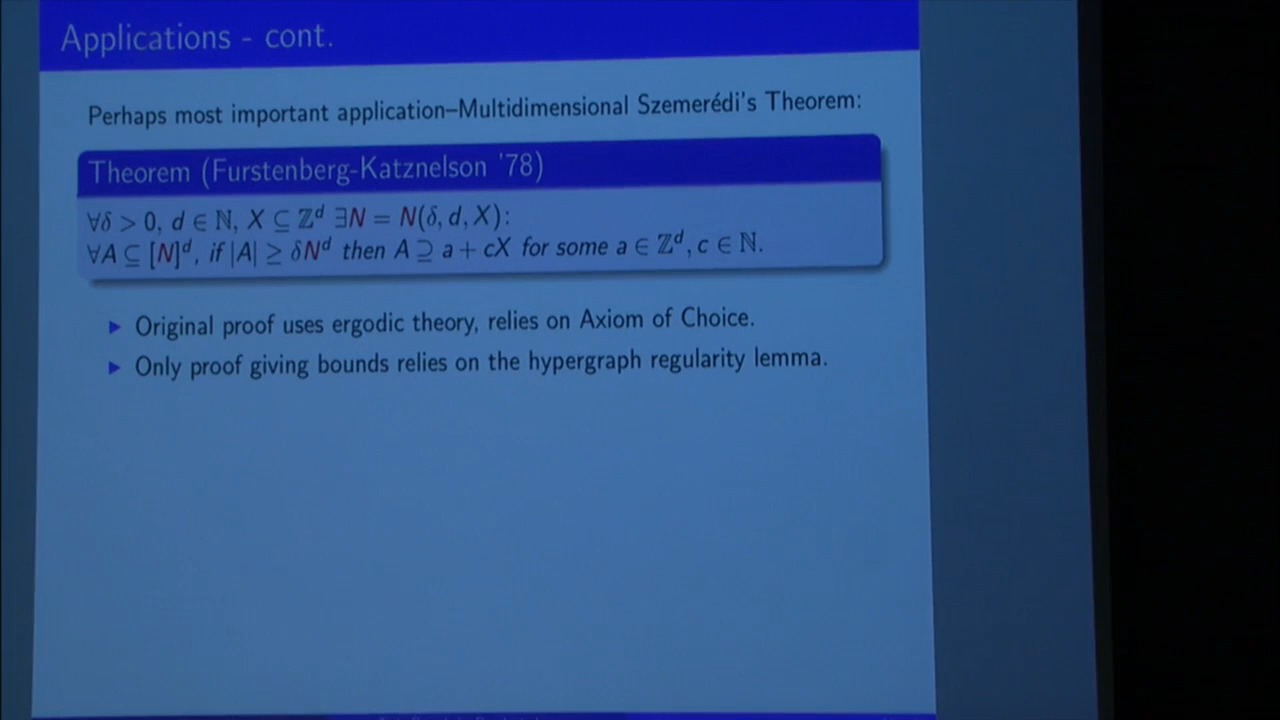 Applications - cont.
Perhaps most important application–Multidimensional Szemerédi's Theorem:
Theorem (Furstenberg-Katznelson '78)
∀δ > 0, d ∈ ℕ, X ⊆ ℤ^d ∃N = N(δ, d, X):
∀A ⊆ [N]^d, if |A| ≥ δN^d then A ⊇ a + cX for some a ∈ ℤ^d, c ∈ ℕ.
▶ Original proof uses ergodic theory, relies on Axiom of Choice.
▶ Only proof giving bounds relies on the hypergraph regularity lemma.